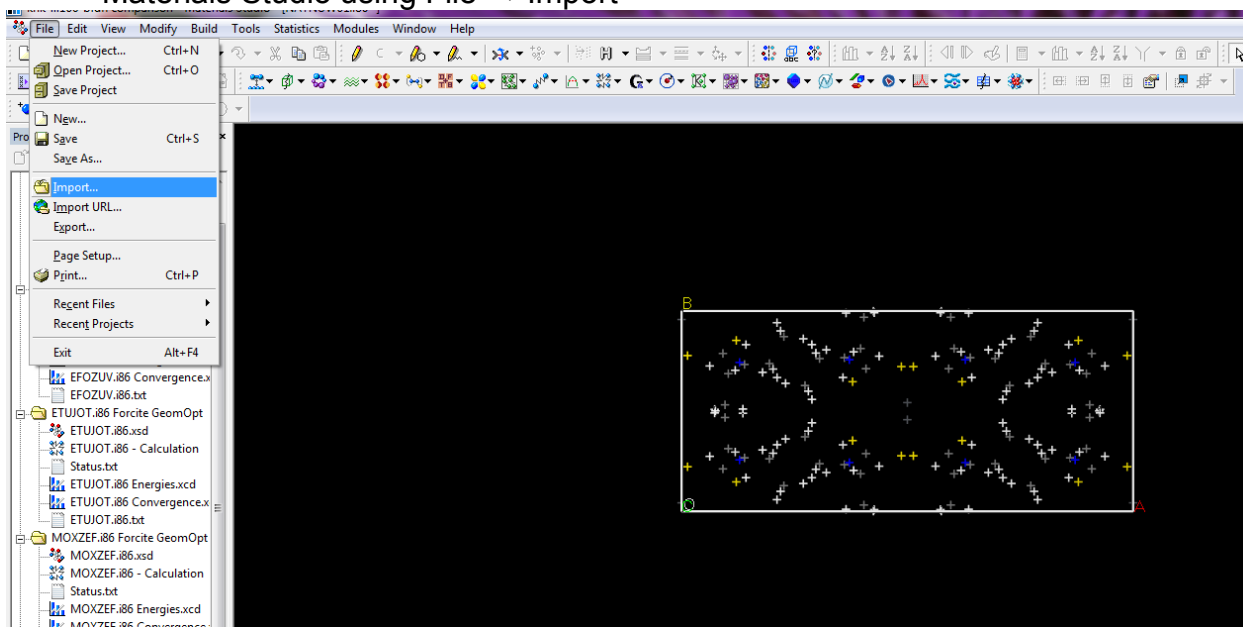 Materials Studio using File -> Import
File Edit View Modify Build Tools Statistics Modules Window Help
New Project... Ctrl+N
Open Project... Ctrl+O
Save Project
New...
Save Ctrl+S
Save As...
Import...
Import URL...
Export...
Page Setup...
Print... Ctrl+P
Recent Files
Recent Projects
Exit Alt+F4
Pro
EFOZUV.i86 Convergence.x
EFOZUV.i86.txt
ETUJOT.i86 Forcite GeomOpt
ETUJOT.i86.xsd
ETUJOT.i86 - Calculation
Status.txt
ETUJOT.i86 Energies.xcd
ETUJOT.i86 Convergence.x
ETUJOT.i86.txt
MOXZEF.i86 Forcite GeomOpt
MOXZEF.i86.xsd
MOXZEF.i86 - Calculation
Status.txt
MOXZEF.i86 Energies.xcd
MOXZEF.i86 Convergence
B
O
A